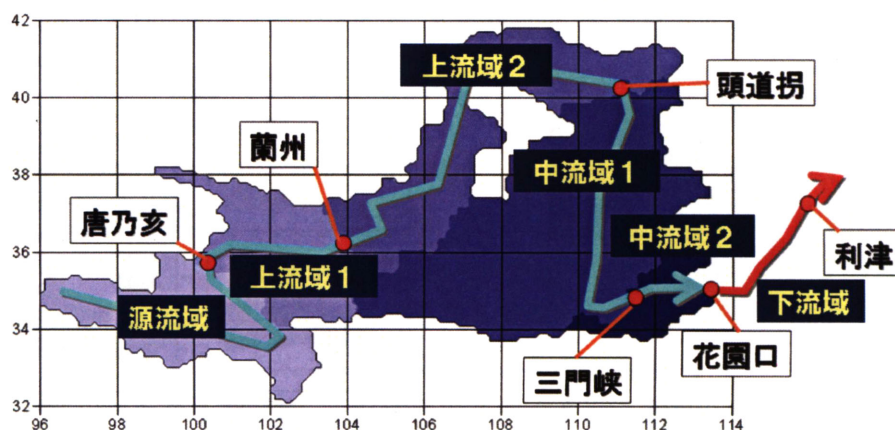 42
40
38
36
34
32
96
98
100
102
104
106
108
110
112
114
上流域2
頭道拐
蘭州
中流域1
唐乃亥
中流域2
利津
上流域1
源流域
下流域
花園口
三門峡